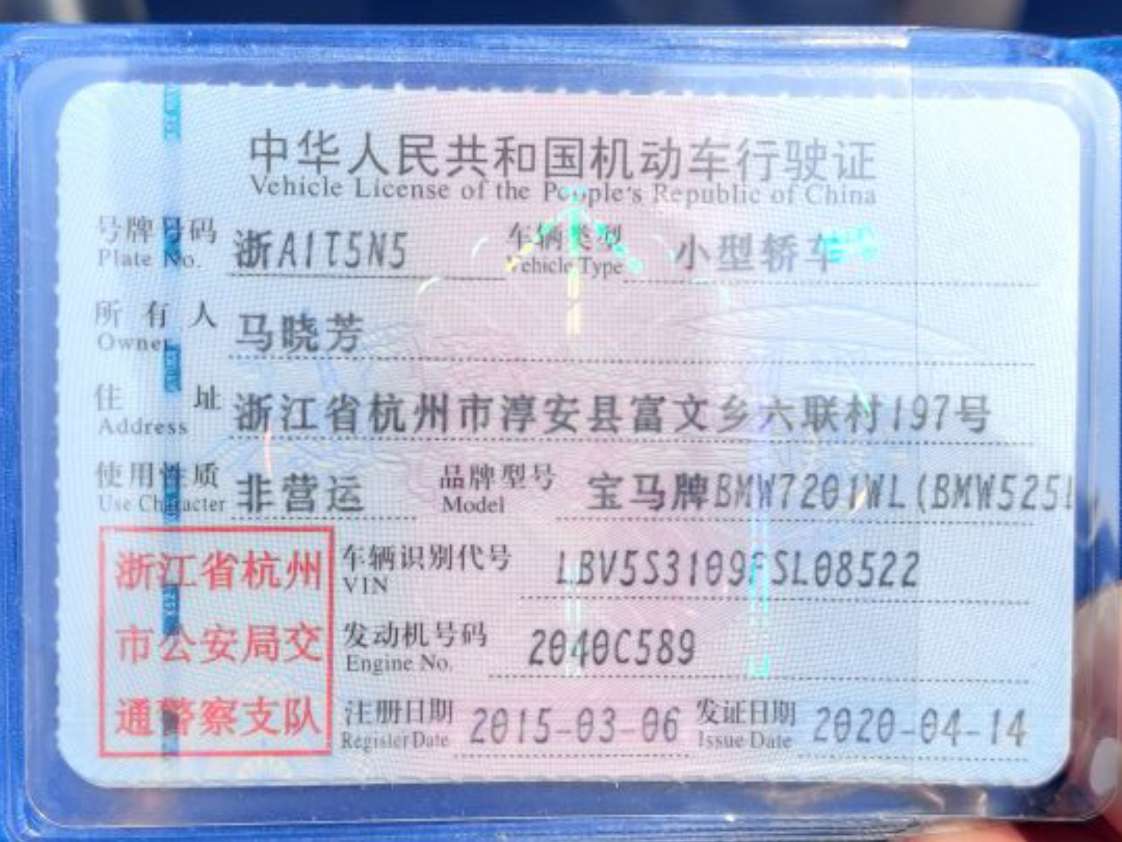 中华人民共和国机动车行驶证
Vehicle License of the People's Republic of China
号牌号码 浙A1T5N5 车辆类型 小型轿车
Plate No. Vehicle Type
所有人 马晓芳
Owner
住址 浙江省杭州市淳安县富文乡六联村197号
Address
使用性质 非营运 品牌型号 宝马牌BMW7201WL(BMW525L
Use Character Model
浙江省杭州 车辆识别代号
VIN
市公安局交 发动机号码 2040C589
Engine No.
通警察支队 注册日期 2015-03-06 发证日期 2020-04-14
Register Date Issue Date